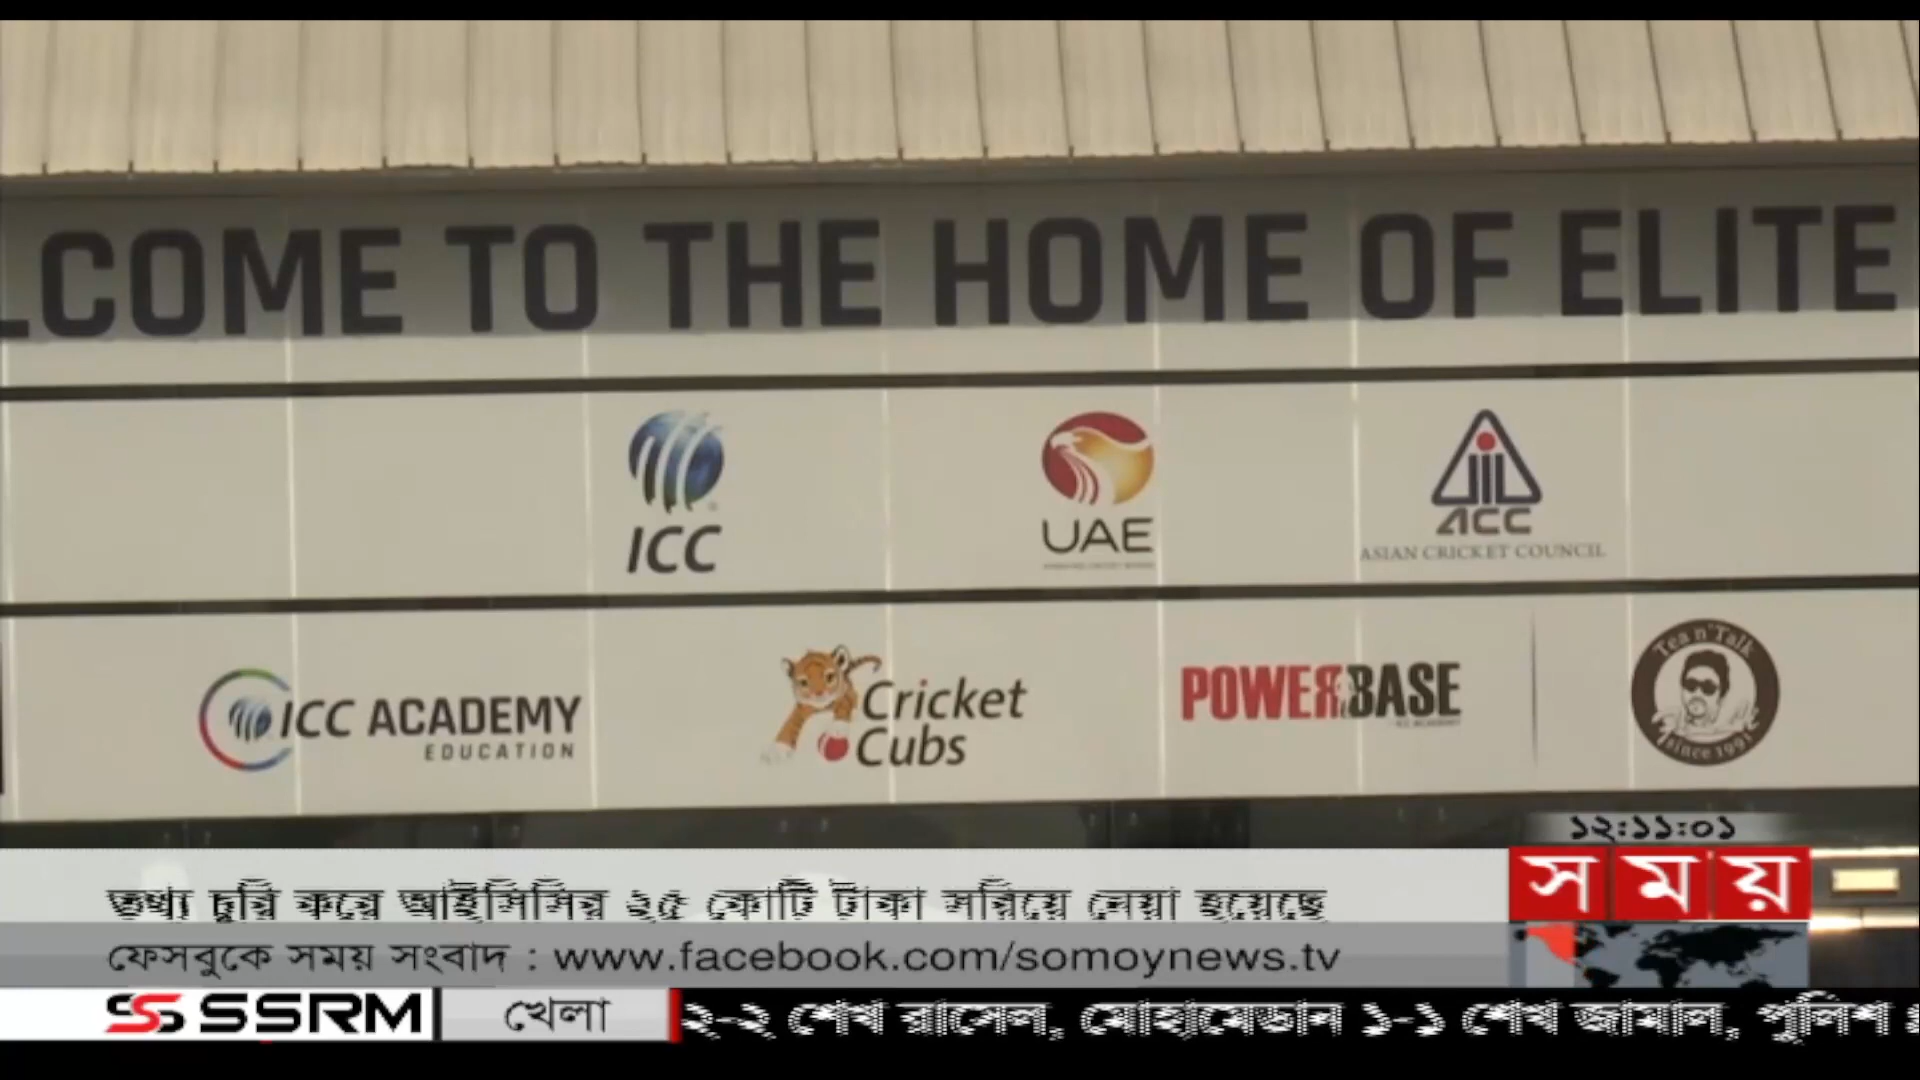 LCOME TO THE HOME OF ELITE
ICC
UAE
ACC
ASIAN CRICKET COUNCIL
ICC ACADEMY
EDUCATION
Cricket
Cubs
POWERBASE
Tea n' Talk
since 1991
১২:১১:০১
সময়
তথ্য চুরি করে আইসিসির ২৫ কোটি টাকা সরিয়ে নেয়া হয়েছে
ফেসবুকে সময় সংবাদ : www.facebook.com/somoynews.tv
SS SSRM খেলা ২-২ শেখ রাসেল, মোহামেডান ১-১ শেখ জামাল, পুলিশ